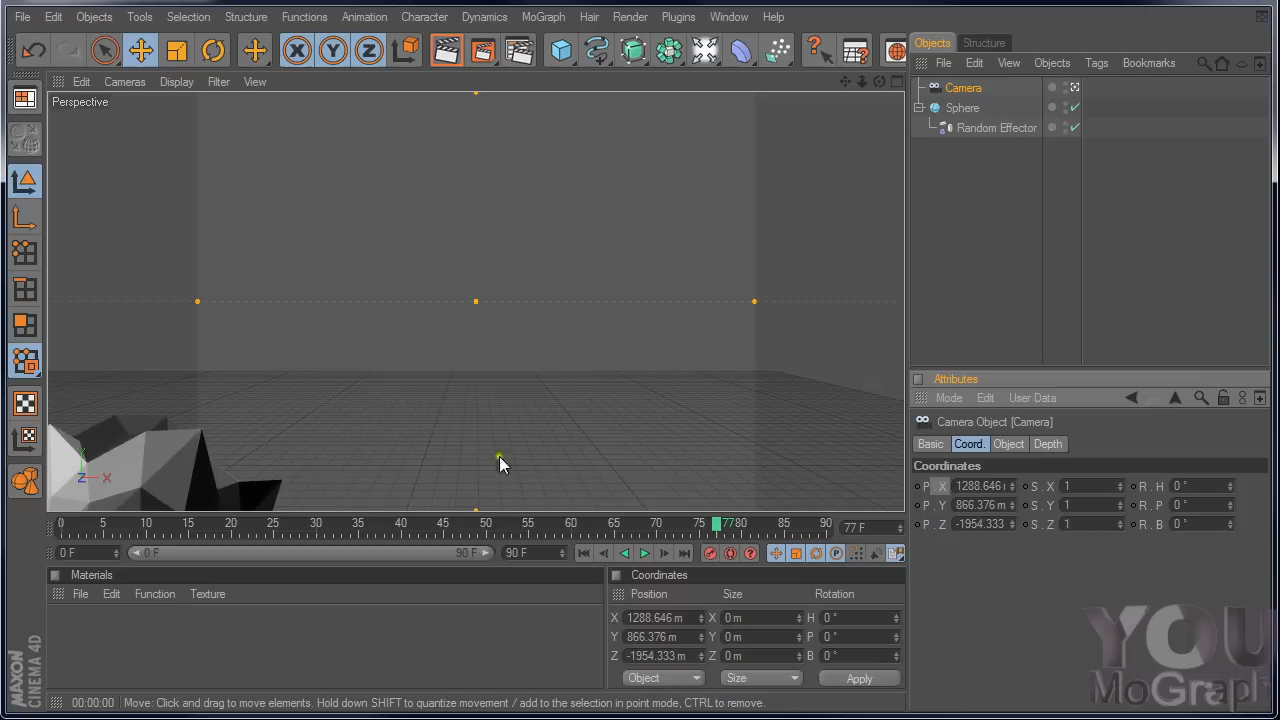 File Edit Objects Tools Selection Structure Functions Animation Character Dynamics MoGraph Hair Render Plugins Window Help
Objects Structure
X Y Z
File Edit View Objects Tags Bookmarks
Edit Cameras Display Filter View
Camera
Perspective
Sphere
Random Effector
Attributes
Mode Edit User Data
Camera Object [Camera]
Basic Coord. Object Depth
Coordinates
P . X 1288.646 S . X 1 R . H 0 °
P . Y 866.376 m S . Y 1 R . P 0 °
P . Z -1954.333 S . Z 1 R . B 0 °
Y
Z X
0 5 10 15 20 25 30 35 40 45 50 55 60 65 70 75 77 80 85 90 77 F
0 F 0 F 90 F 90 F P
Materials
File Edit Function Texture
Coordinates
Position Size Rotation
X 1288.646 m X 0 m H 0 °
Y 866.376 m Y 0 m P 0 °
Z -1954.333 m Z 0 m B 0 °
Object Size Apply
MAXON
CINEMA 4D
00:00:00 Move: Click and drag to move elements. Hold down SHIFT to quantize movement / add to the selection in point mode, CTRL to remove.
YOU
MoGraph